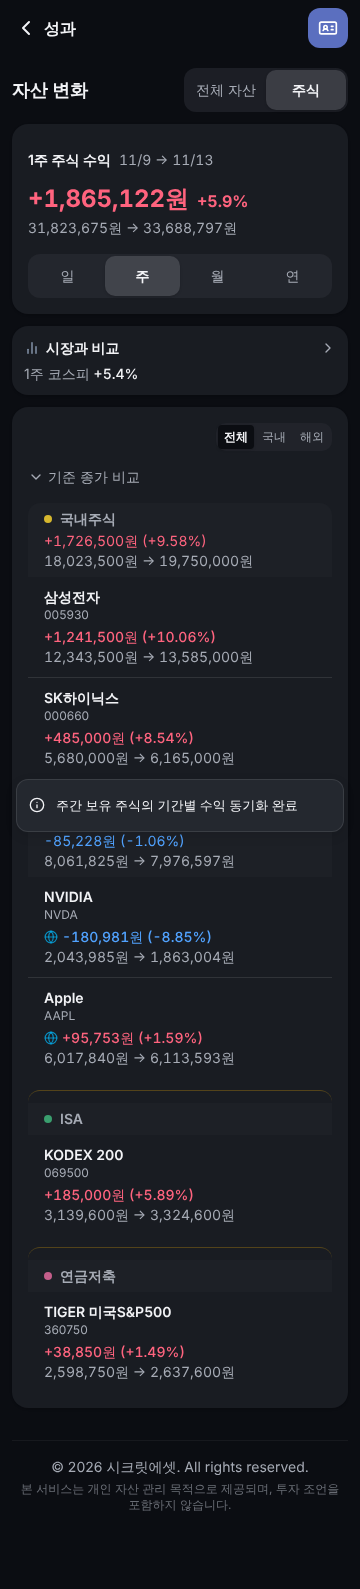 성과
자산 변화
전체 자산 주식
1주 주식 수익 11/9 → 11/13
+1,865,122원 +5.9%
31,823,675원 → 33,688,797원
일 주 월 연
시장과 비교
1주 코스피 +5.4%
전체 국내 해외
기준 종가 비교
국내주식
+1,726,500원 (+9.58%)
18,023,500원 → 19,750,000원
삼성전자
005930
+1,241,500원 (+10.06%)
12,343,500원 → 13,585,000원
SK하이닉스
000660
+485,000원 (+8.54%)
5,680,000원 → 6,165,000원
주간 보유 주식의 기간별 수익 동기화 완료
-85,228원 (-1.06%)
8,061,825원 → 7,976,597원
NVIDIA
NVDA
-180,981원 (-8.85%)
2,043,985원 → 1,863,004원
Apple
AAPL
+95,753원 (+1.59%)
6,017,840원 → 6,113,593원
ISA
KODEX 200
069500
+185,000원 (+5.89%)
3,139,600원 → 3,324,600원
연금저축
TIGER 미국S&P500
360750
+38,850원 (+1.49%)
2,598,750원 → 2,637,600원
© 2026 시크릿에셋. All rights reserved.
본 서비스는 개인 자산 관리 목적으로 제공되며, 투자 조언을
포함하지 않습니다.